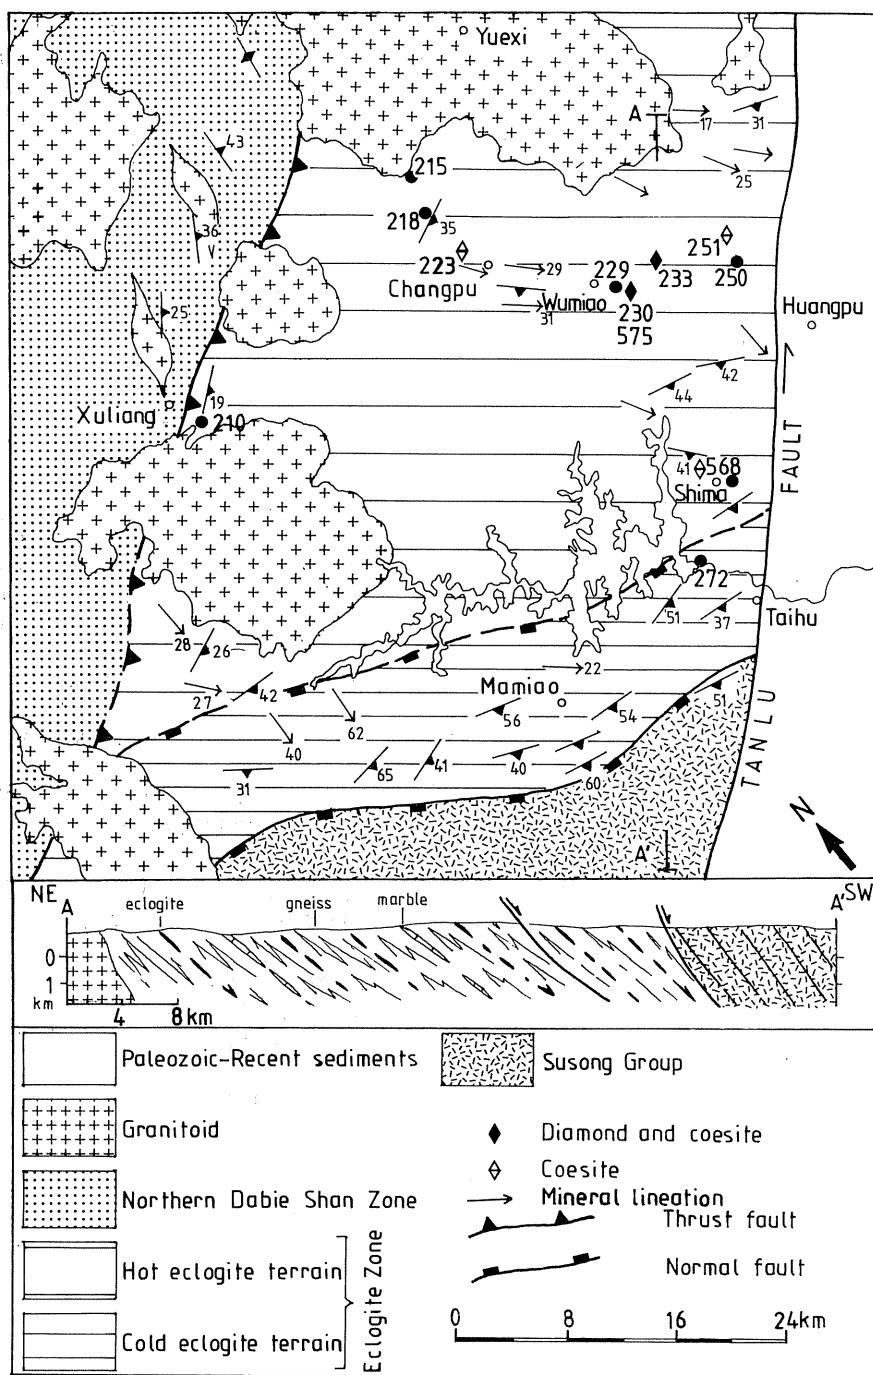 Yuexi
A
17
31
43
25
215
218
35
36
251
223
29
229
233
250
Changpu
Wumiao
31
230
575
Huangpu
25
42
44
19
Xuliang
210
FAULT
41
568
Shima
272
51
37
Taihu
28
26
22
27
42
Mamiao
56
54
51
62
40
65
41
40
60
31
TANLU
N
A'
NE
SW
A
eclogite
gneiss
marble
A'
0
1
km
4
8km
Paleozoic-Recent sediments
Susong Group
Granitoid
Diamond and coesite
Coesite
Northern Dabie Shan Zone
Mineral lineation
Thrust fault
Hot eclogite terrain
Normal fault
Eclogite Zone
Cold eclogite terrain
0
8
16
24km